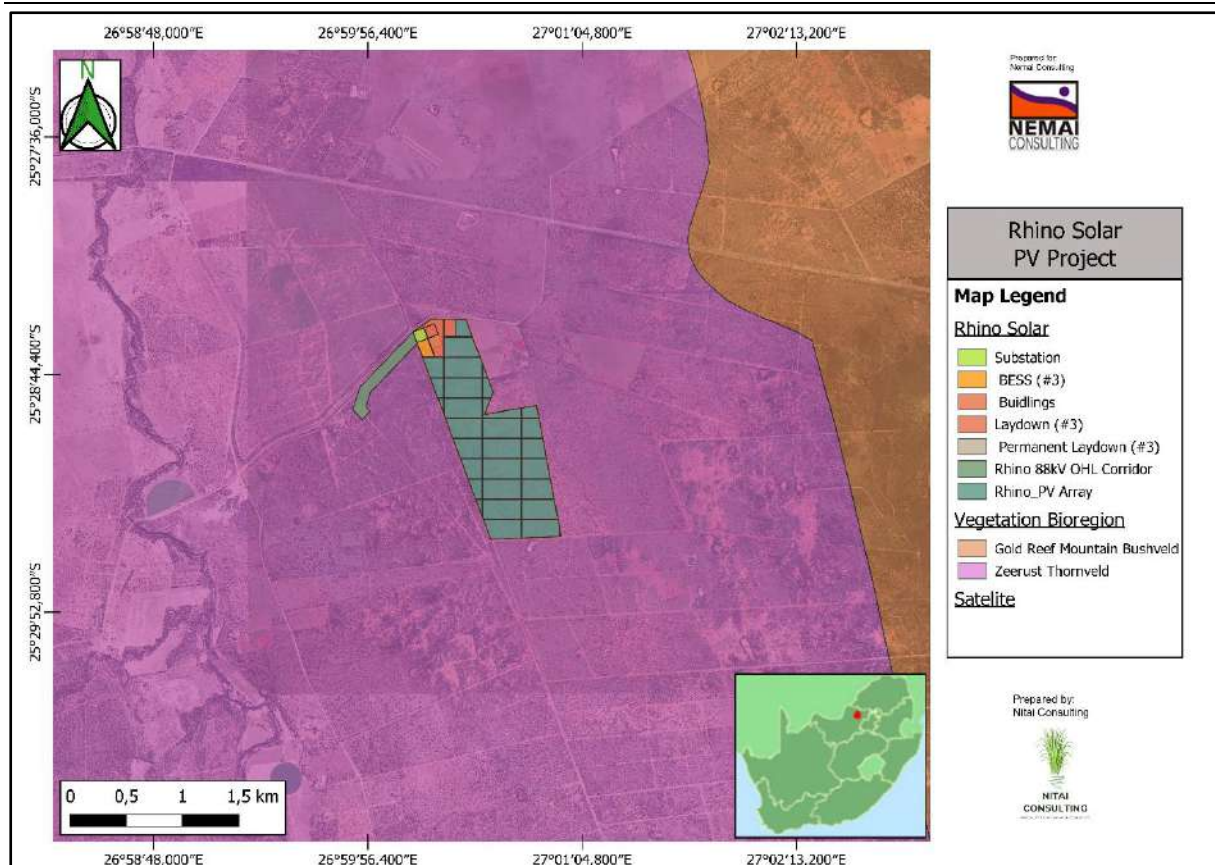 26°58'48,000"E
26°59'56,400"E
27°01'04,800"E
27°02'13,200"E
N
25°27'36,000"S
25°28'44,400"S
25°29'52,800"S
0 0,5 1 1,5 km
26°58'48,000"E
26°59'56,400"E
27°01'04,800"E
27°02'13,200"E
Prepared for:
Nemai Consulting
NEMAI
CONSULTING
Rhino Solar
PV Project
Map Legend
Rhino Solar
Substation
BESS (#3)
Buidlings
Laydown (#3)
Permanent Laydown (#3)
Rhino 88kV OHL Corridor
Rhino_PV Array
Vegetation Bioregion
Gold Reef Mountain Bushveld
Zeerust Thornveld
Satelite
Prepared by:
Nitai Consulting
NITAI
CONSULTING